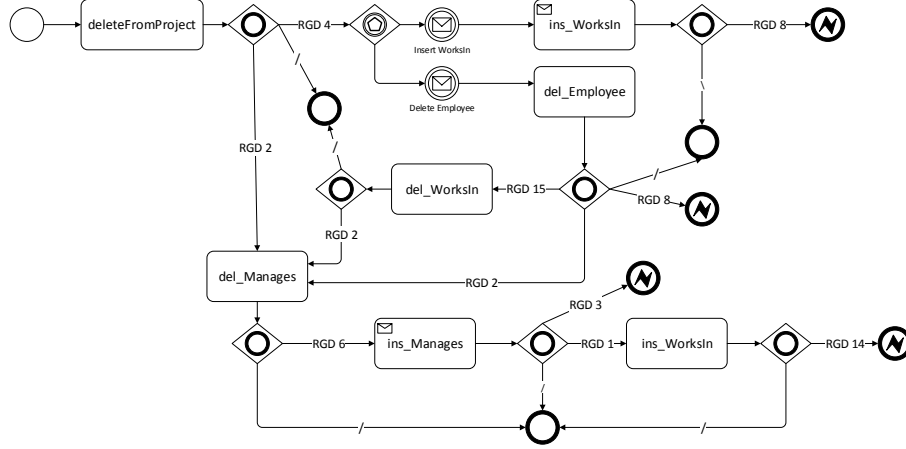 deleteFromProject
RGD 4
Insert WorksIn
ins_WorksIn
RGD 8
/
/
Delete Employee
del_Employee
RGD 2
/
del_WorksIn
RGD 15
/
RGD 8
RGD 2
del_Manages
RGD 2
RGD 3
RGD 6
ins_Manages
RGD 1
ins_WorksIn
RGD 14
/
/
/